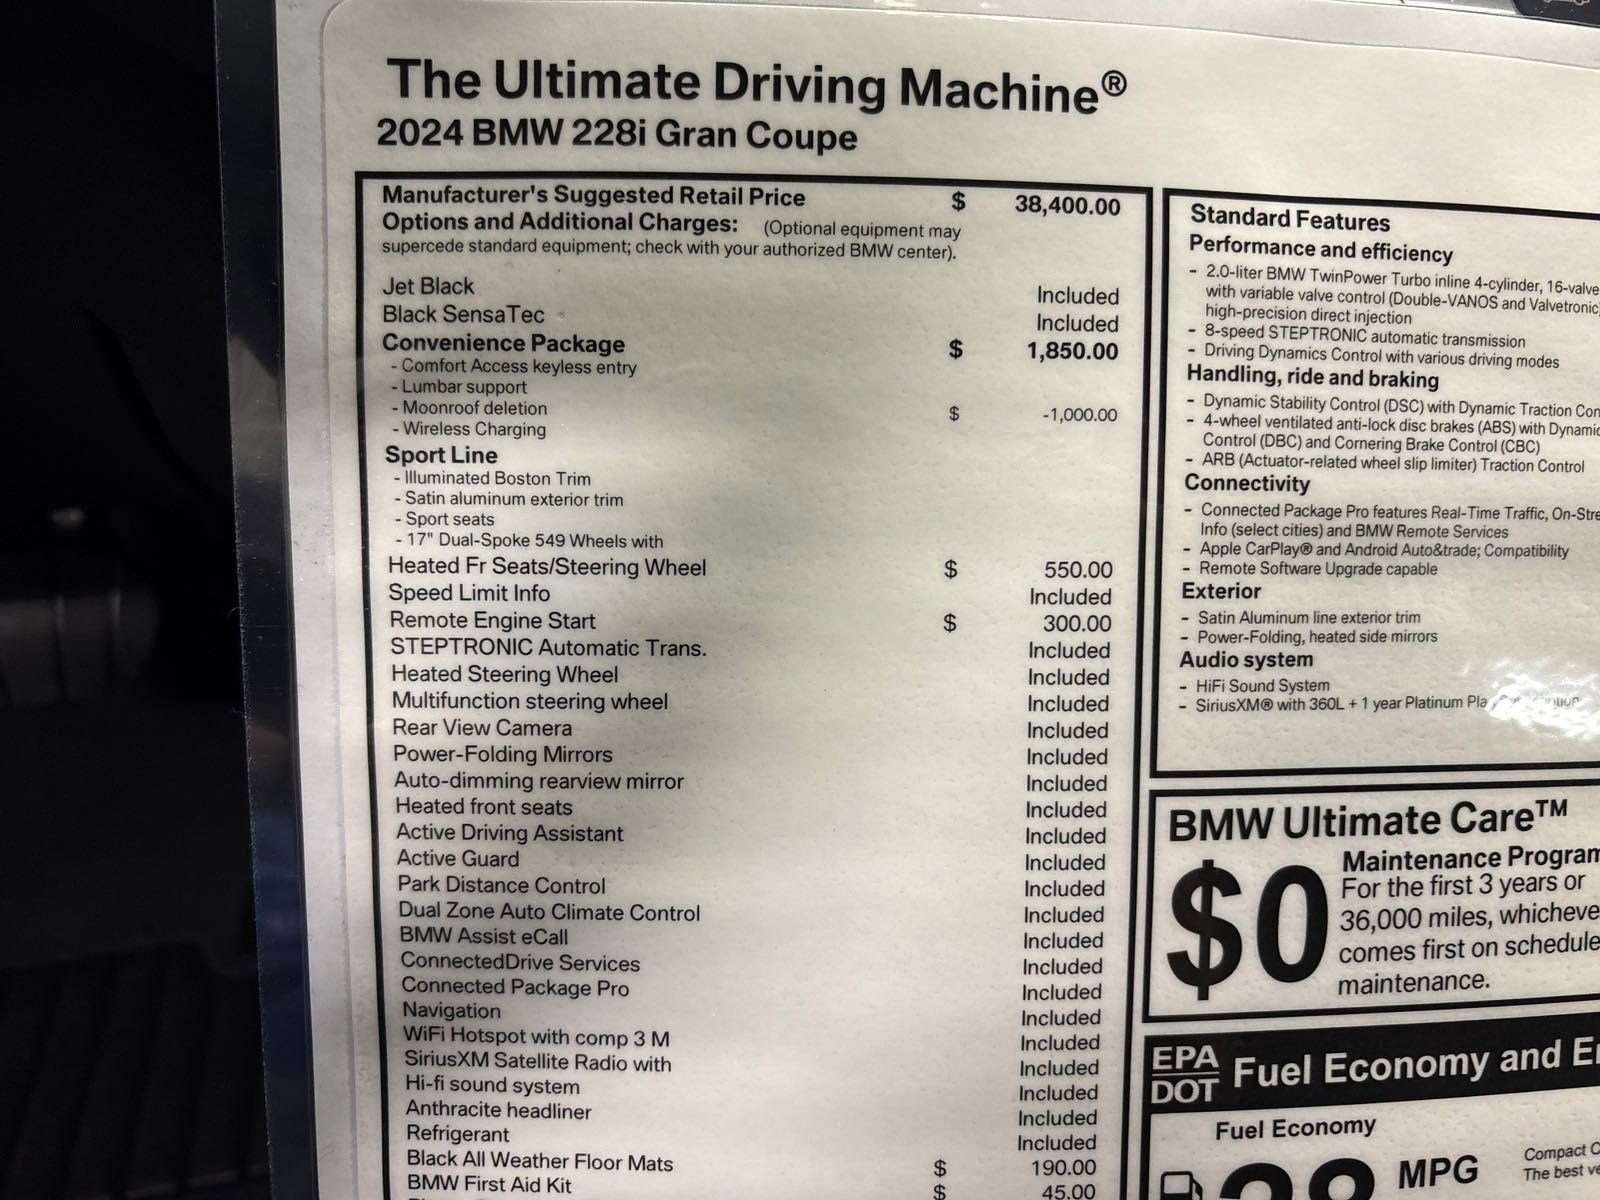 The Ultimate Driving Machine®
2024 BMW 228i Gran Coupe
Manufacturer's Suggested Retail Price $ 38,400.00
Options and Additional Charges: (Optional equipment may
supercede standard equipment; check with your authorized BMW center).
Jet Black Included
Black SensaTec Included
Convenience Package $ 1,850.00
- Comfort Access keyless entry
- Lumbar support
- Moonroof deletion $ -1,000.00
- Wireless Charging
Sport Line
- Illuminated Boston Trim
- Satin aluminum exterior trim
- Sport seats
- 17" Dual-Spoke 549 Wheels with
Heated Fr Seats/Steering Wheel $ 550.00
Speed Limit Info Included
Remote Engine Start $ 300.00
STEPTRONIC Automatic Trans. Included
Heated Steering Wheel Included
Multifunction steering wheel Included
Rear View Camera Included
Power-Folding Mirrors Included
Auto-dimming rearview mirror Included
Heated front seats Included
Active Driving Assistant Included
Active Guard Included
Park Distance Control Included
Dual Zone Auto Climate Control Included
BMW Assist eCall Included
ConnectedDrive Services Included
Connected Package Pro Included
Navigation Included
WiFi Hotspot with comp 3 M Included
SiriusXM Satellite Radio with Included
Hi-fi sound system Included
Anthracite headliner Included
Refrigerant Included
Black All Weather Floor Mats $ 190.00
BMW First Aid Kit $ 45.00
Standard Features
Performance and efficiency
- 2.0-liter BMW TwinPower Turbo inline 4-cylinder, 16-valve
with variable valve control (Double-VANOS and Valvetronic)
high-precision direct injection
- 8-speed STEPTRONIC automatic transmission
- Driving Dynamics Control with various driving modes
Handling, ride and braking
- Dynamic Stability Control (DSC) with Dynamic Traction Con
- 4-wheel ventilated anti-lock disc brakes (ABS) with Dynamic
Control (DBC) and Cornering Brake Control (CBC)
- ARB (Actuator-related wheel slip limiter) Traction Control
Connectivity
- Connected Package Pro features Real-Time Traffic, On-Stre
Info (select cities) and BMW Remote Services
- Apple CarPlay® and Android Auto&trade; Compatibility
- Remote Software Upgrade capable
Exterior
- Satin Aluminum line exterior trim
- Power-Folding, heated side mirrors
Audio system
- HiFi Sound System
- SiriusXM® with 360L + 1 year Platinum Pla
BMW Ultimate Care™
$0
Maintenance Program
For the first 3 years or
36,000 miles, whicheve
comes first on schedule
maintenance.
EPA
DOT
Fuel Economy and E
Fuel Economy
28 MPG
Compact C
The best ve